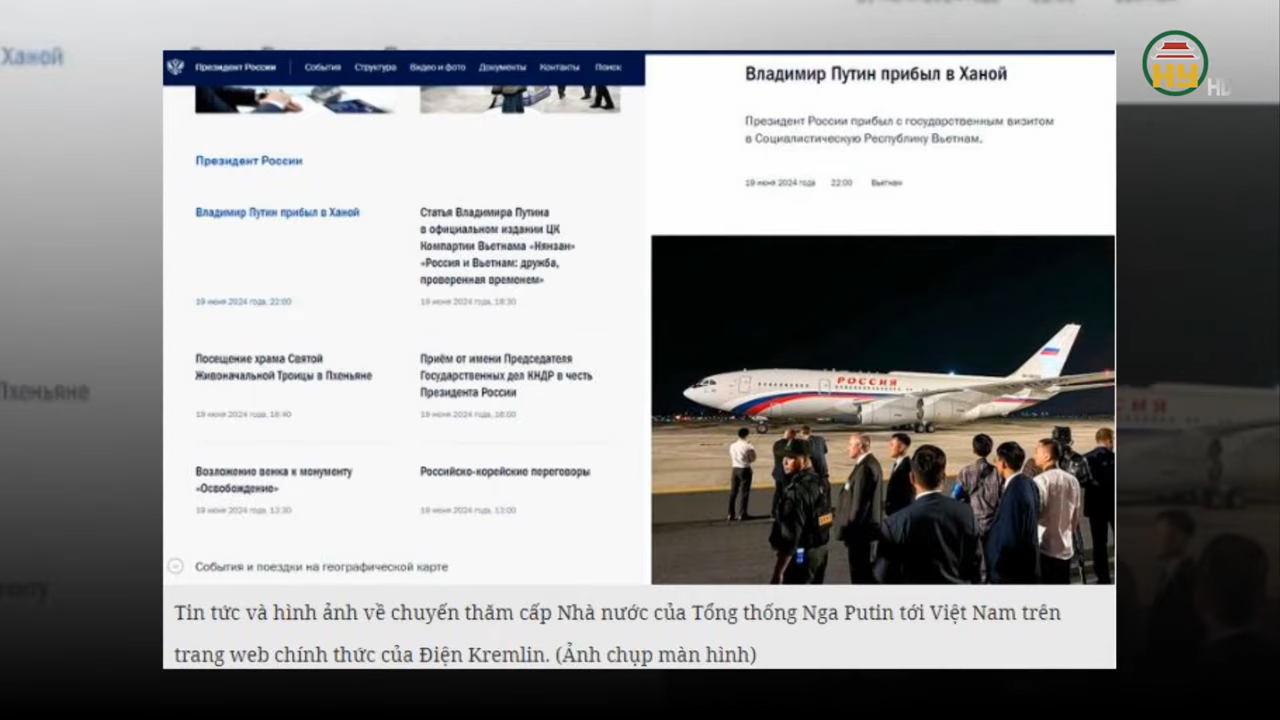 Президент России
События
Структура
Видео и фото
Документы
Контакты
Поиск
Президент России
Владимир Путин прибыл в Ханой
19 июня 2024 года, 22:00
Статья Владимира Путина
в официальном издании ЦК
Компартии Вьетнама «Нянзан»
«Россия и Вьетнам: дружба,
проверенная временем»
19 июня 2024 года, 18:30
Посещение храма Святой
Живоначальной Троицы в Пхеньяне
19 июня 2024 года,
Приём от имени Председателя
Государственных дел КНДР в честь
Президента России
19 июня 2024 года, 18:00
Возложение венка к монументу
«Освобождение»
19 июня 2024 года, 13:30
Российско-корейские переговоры
19 июня 2024 года, 13:00
События и поездки на географической карте
Владимир Путин прибыл в Ханой
Президент России прибыл с государственным визитом
в Социалистическую Республику Вьетнам.
19 июня 2024 года 22:00 Вьетнам
РОССИЯ
Tin tức và hình ảnh về chuyến thăm cấp Nhà nước của Tổng thống Nga Putin tới Việt Nam trên
trang web chính thức của Điện Kremlin. (Ảnh chụp màn hình)
HY
HD
Ханой
Пхеньяне